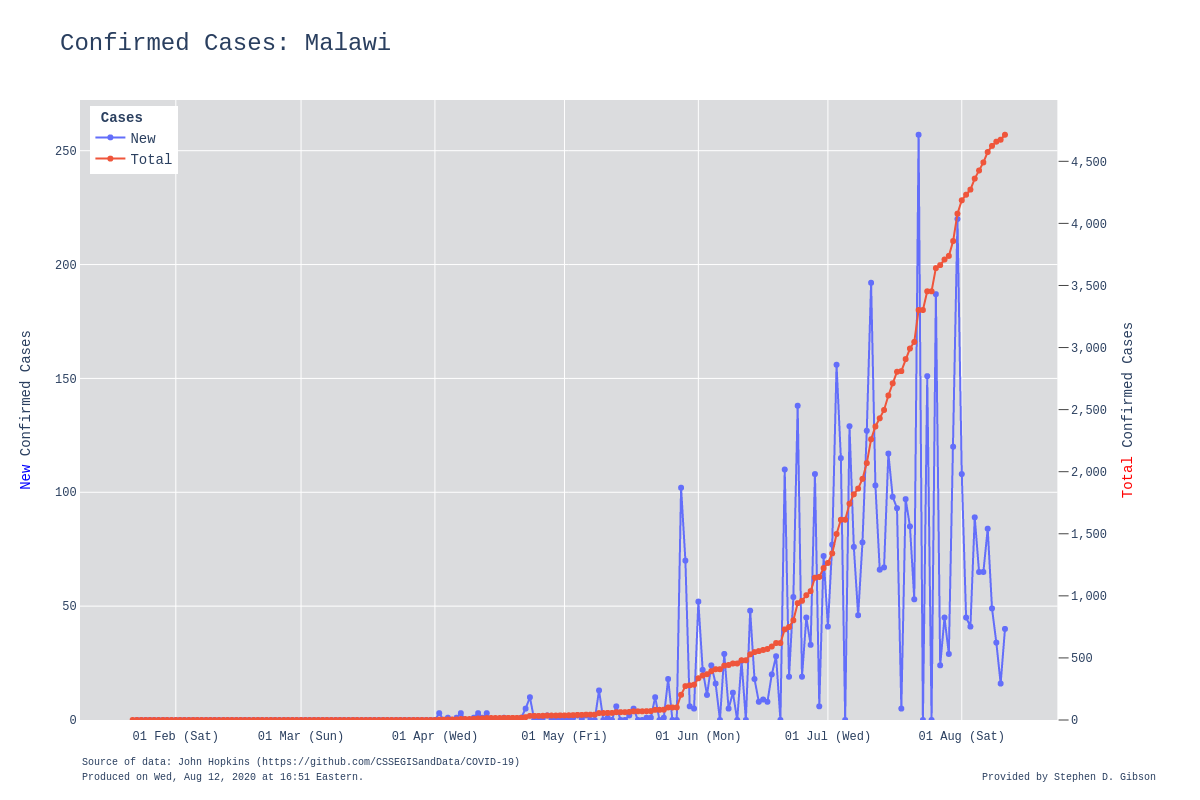 Confirmed Cases: Malawi
Cases
New
Total
250
200
150
100
50
0
4,500
4,000
3,500
3,000
2,500
2,000
1,500
1,000
500
0
New Confirmed Cases
Total Confirmed Cases
01 Feb (Sat) 01 Mar (Sun) 01 Apr (Wed) 01 May (Fri) 01 Jun (Mon) 01 Jul (Wed) 01 Aug (Sat)
Source of data: John Hopkins (https://github.com/CSSEGISandData/COVID-19)
Produced on Wed, Aug 12, 2020 at 16:51 Eastern.
Provided by Stephen D. Gibson